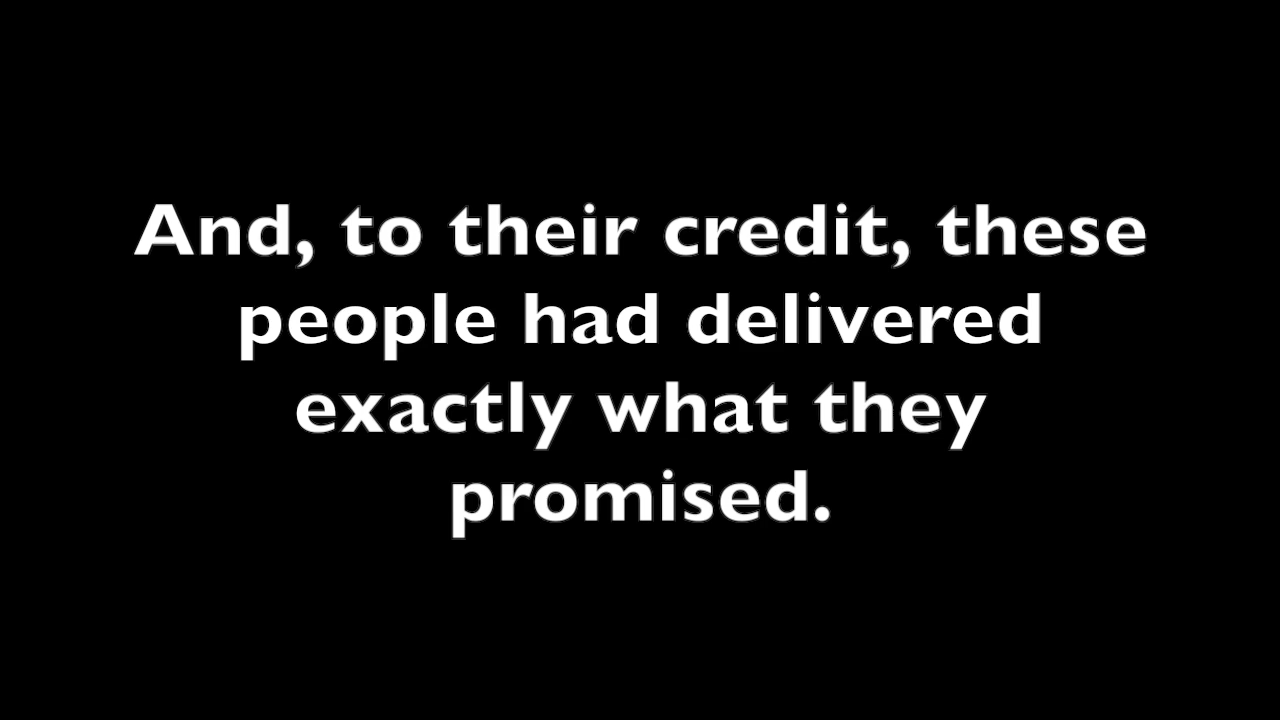 And, to their credit, these
people had delivered
exactly what they
promised.